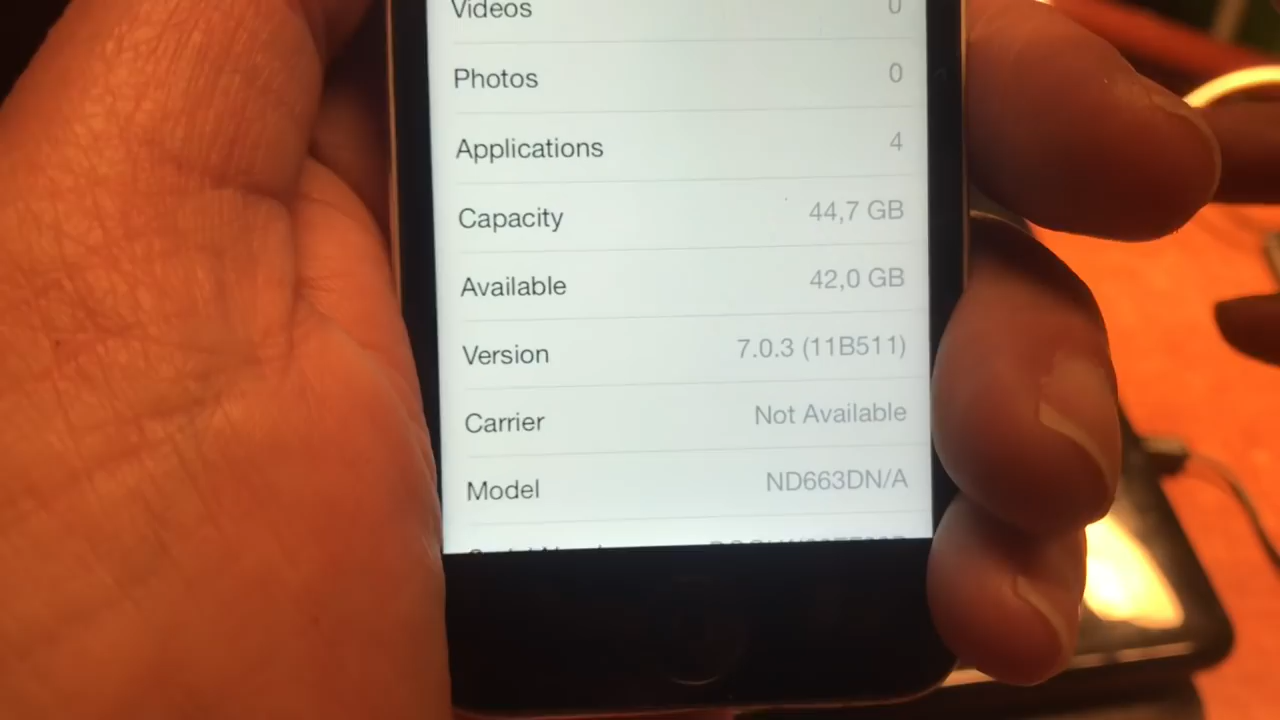 Videos 0
Photos 0
Applications 4
Capacity 44,7 GB
Available 42,0 GB
Version 7.0.3 (11B511)
Carrier Not Available
Model ND663DN/A